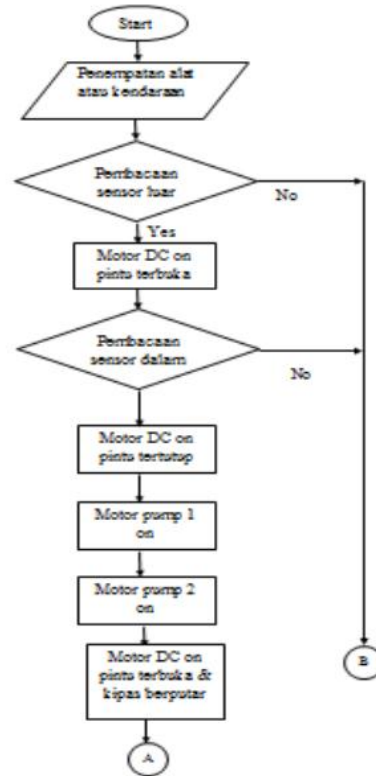 Start
Penempatan alat
atau kendaraan
Pembacaan
sensor luar
No
Yes
Motor DC on
pintu terbuka
Pembacaan
sensor dalam
No
Motor DC on
pintu tertutup
Motor pump 1
on
Motor pump 2
on
Motor DC on
pintu terbuka &
kipas berputar
B
A